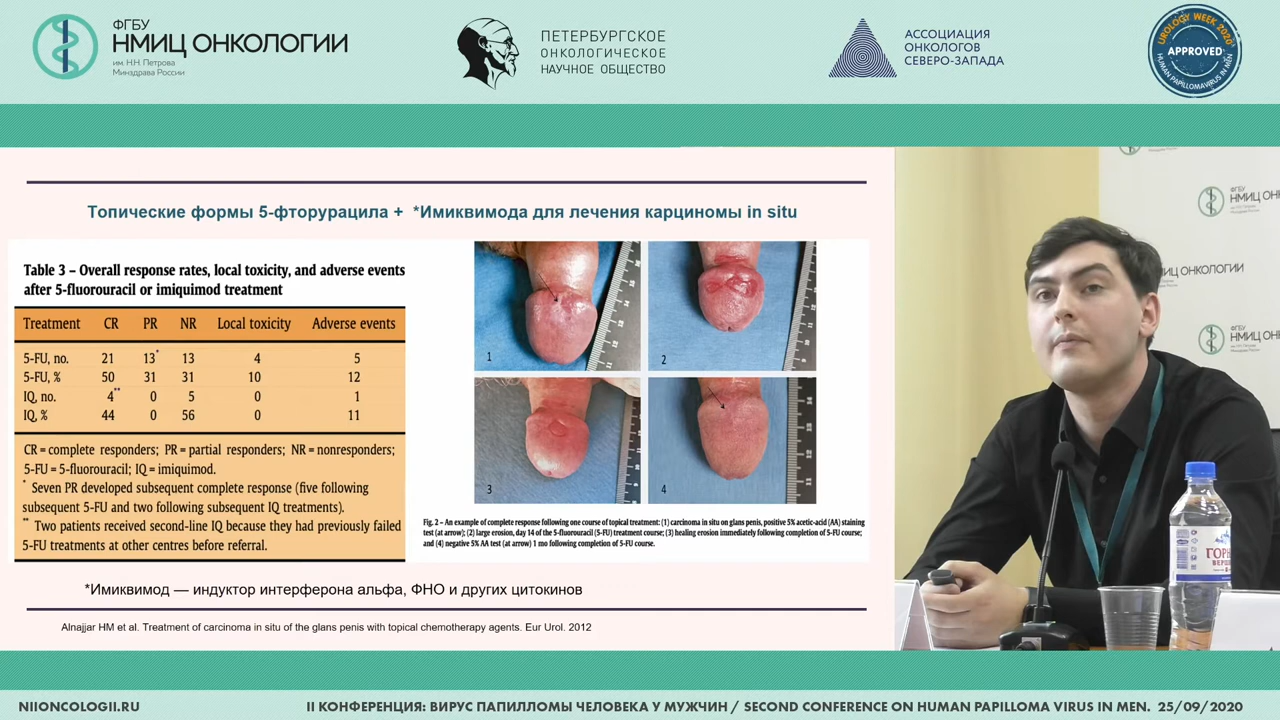 ФГБУ
НМИЦ ОНКОЛОГИИ
им. Н.Н. Петрова
Минздрава России
ПЕТЕРБУРГСКОЕ
ОНКОЛОГИЧЕСКОЕ
НАУЧНОЕ ОБЩЕСТВО
АССОЦИАЦИЯ
ОНКОЛОГОВ
СЕВЕРО-ЗАПАДА
UROLOGY WEEK 2020
APPROVED
HUMAN PAPILLOMAVIRUS IN MEN
Топические формы 5-фторурацила + *Имиквимода для лечения карциномы in situ
Table 3 – Overall response rates, local toxicity, and adverse events
after 5-fluorouracil or imiquimod treatment
Treatment CR PR NR Local toxicity Adverse events
5-FU, no. 21 13* 13 4 5
5-FU, % 50 31 31 10 12
IQ, no. 4** 0 5 0 1
IQ, % 44 0 56 0 11
CR = complete responders; PR = partial responders; NR = nonresponders;
5-FU = 5-fluorouracil; IQ = imiquimod.
* Seven PR developed subsequent complete response (five following
subsequent 5-FU and two following subsequent IQ treatments).
** Two patients received second-line IQ because they had previously failed
5-FU treatments at other centres before referral.
1
2
3
4
Fig. 2 – An example of complete response following one course of topical treatment: (1) carcinoma in situ on glans penis, positive 5% acetic-acid (AA) staining
test (at arrow); (2) large erosion, day 14 of the 5-fluorouracil (5-FU) treatment course; (3) healing erosion immediately following completion of 5-FU course;
and (4) negative 5% AA test (at arrow) 1 mo following completion of 5-FU course.
*Имиквимод — индуктор интерферона альфа, ФНО и других цитокинов
Alnajjar HM et al. Treatment of carcinoma in situ of the glans penis with topical chemotherapy agents. Eur Urol. 2012
ФГБУ
НМИЦ ОНКОЛОГИИ
ФГБУ
НМИЦ ОНКОЛОГИИ
NIIONCOLOGII.RU
II КОНФЕРЕНЦИЯ: ВИРУС ПАПИЛЛОМЫ ЧЕЛОВЕКА У МУЖЧИН / SECOND CONFERENCE ON HUMAN PAPILLOMA VIRUS IN MEN. 25/09/2020